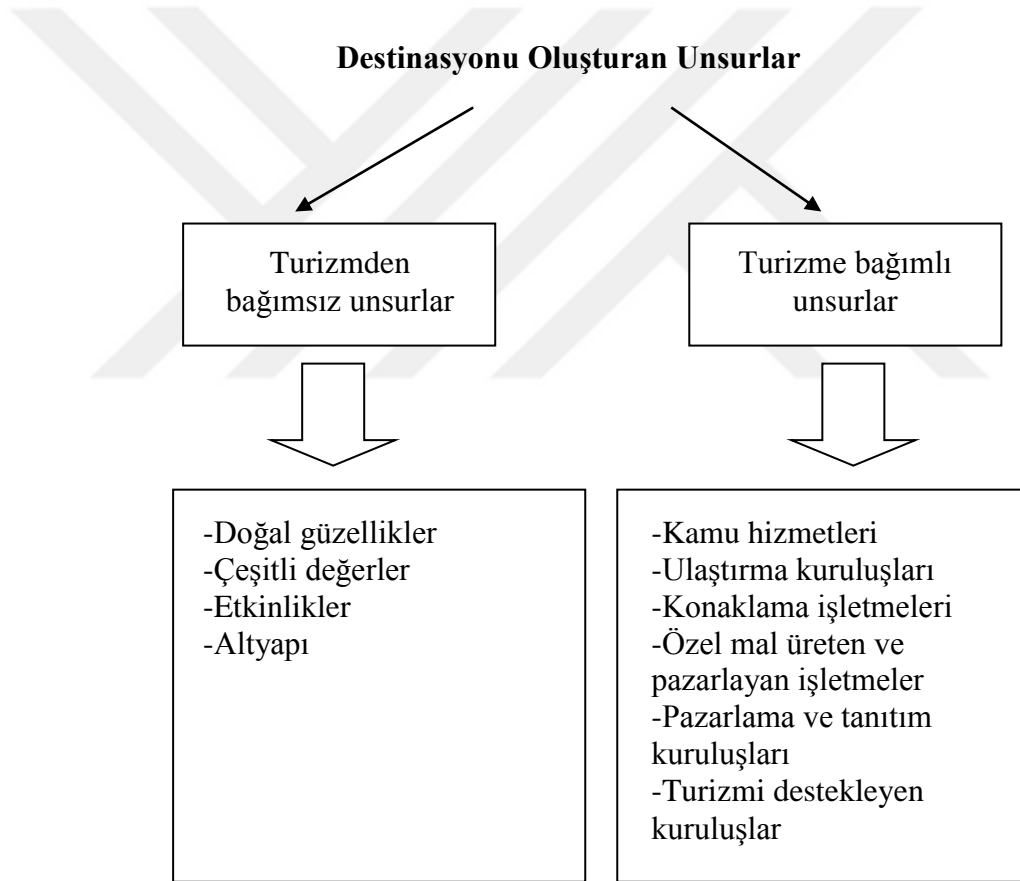 Destinasyonu Oluşturan Unsurlar
Turizmden
bağımsız unsurlar
Turizme bağımlı
unsurlar
-Doğal güzellikler
-Çeşitli değerler
-Etkinlikler
-Altyapı
-Kamu hizmetleri
-Ulaştırma kuruluşları
-Konaklama işletmeleri
-Özel mal üreten ve
pazarlayan işletmeler
-Pazarlama ve tanıtım
kuruluşları
-Turizmi destekleyen
kuruluşlar